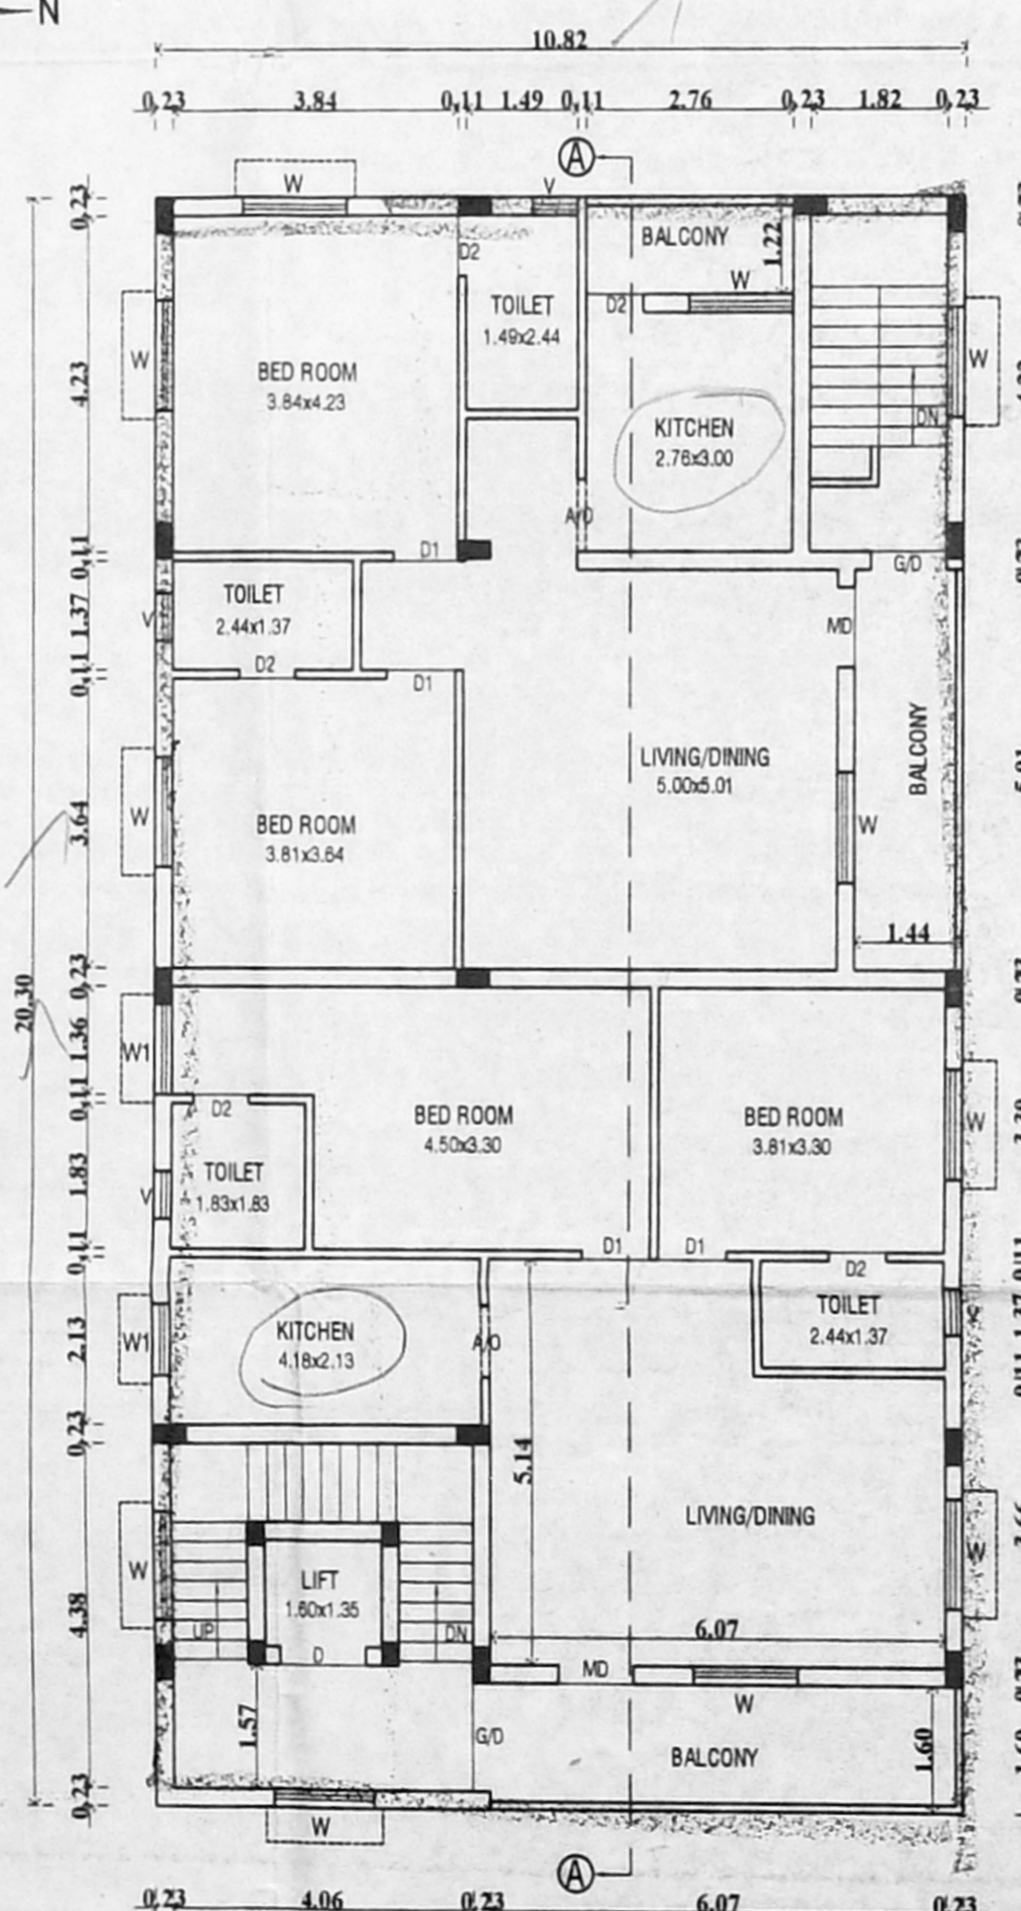 N
10.82
0.23 3.84 0.11 1.49 0.11 2.76 0.23 1.82 0.23
A
W
V
0.23
D2
BALCONY
1.22
W
D2
TOILET
1.49x2.44
W
W
BED ROOM
3.84x4.23
4.23
DN
KITCHEN
2.76x3.00
A/O
D1
0.11
G/D
TOILET
2.44x1.37
V
1.37
MD
D2
D1
0.11
BALCONY
LIVING/DINING
5.00x5.01
W
W
BED ROOM
3.81x3.64
3.64
1.44
0.23
20.30
1.36
W1
0.11
D2
BED ROOM
4.50x3.30
BED ROOM
3.81x3.30
W
TOILET
1.83x1.83
1.83
V
0.11
D1
D1
D2
TOILET
2.44x1.37
KITCHEN
4.18x2.13
W1
2.13
A/O
0.23
5.14
LIVING/DINING
W
W
LIFT
1.60x1.35
4.38
UP
DN
D
6.07
MD
W
1.57
G/D
BALCONY
1.60
0.23
W
A
0.23 4.06 0.23 6.07 0.23